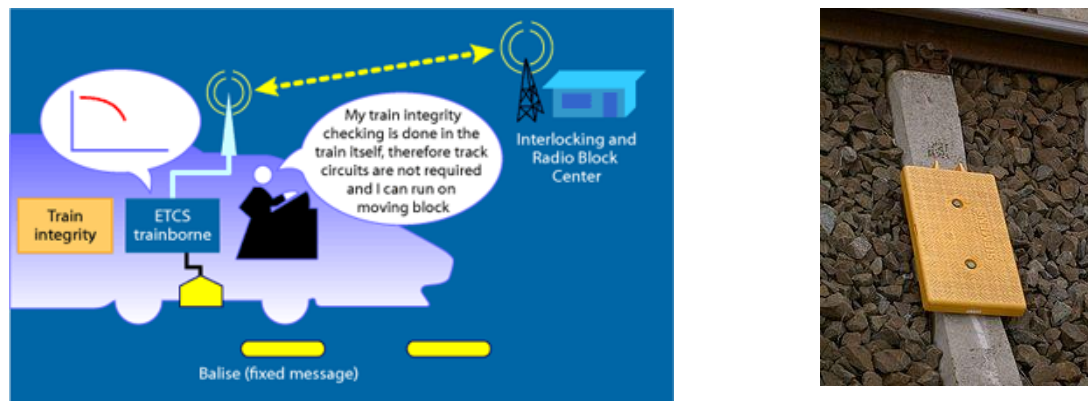 My train integrity
checking is done in the
train itself, therefore track
circuits are not required
and I can run on
moving block
Interlocking and
Radio Block
Center
Train
integrity
ETCS
trainborne
Balise (fixed message)
SIEMENS